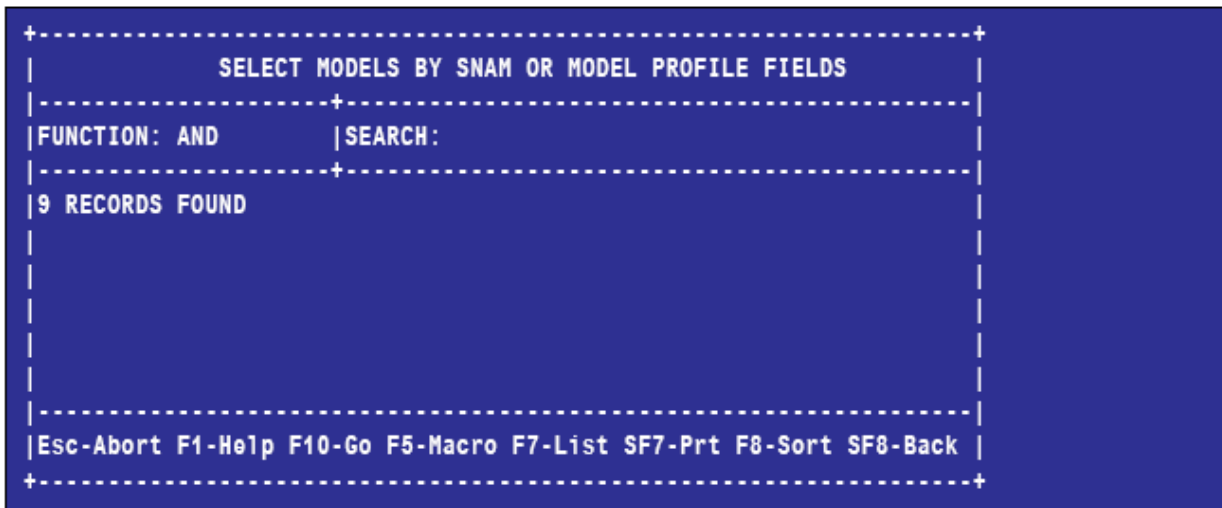 SELECT MODELS BY SNAM OR MODEL PROFILE FIELDS
FUNCTION: AND |SEARCH:
9 RECORDS FOUND
Esc-Abort F1-Help F10-Go F5-Macro F7-List SF7-Prt F8-Sort SF8-Back